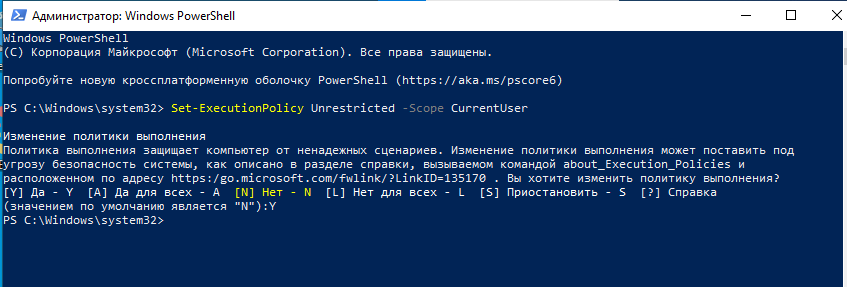 Администратор: Windows PowerShell
Windows PowerShell
(C) Корпорация Майкрософт (Microsoft Corporation). Все права защищены.
Попробуйте новую кроссплатформенную оболочку PowerShell (https://aka.ms/pscore6)
PS C:\Windows\system32> Set-ExecutionPolicy Unrestricted -Scope CurrentUser
Изменение политики выполнения
Политика выполнения защищает компьютер от ненадежных сценариев. Изменение политики выполнения может поставить под
угрозу безопасность системы, как описано в разделе справки, вызываемом командой about_Execution_Policies и
расположенном по адресу https:/go.microsoft.com/fwlink/?LinkID=135170 . Вы хотите изменить политику выполнения?
[Y] Да - Y  [A] Да для всех - A  [N] Нет - N  [L] Нет для всех - L  [S] Приостановить - S  [?] Справка
(значением по умолчанию является "N"):Y
PS C:\Windows\system32>